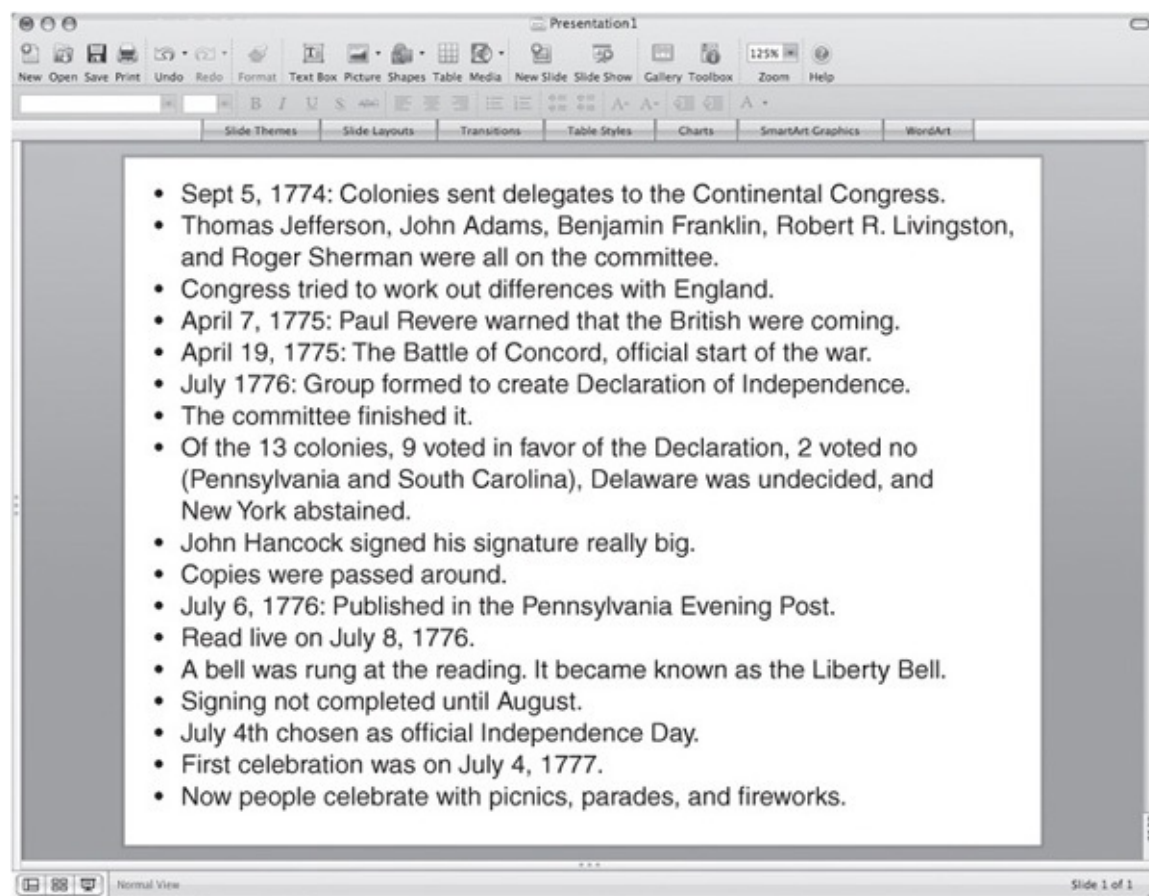 Presentation1
New Open Save Print Undo Redo Format Text Box Picture Shapes Table Media New Slide Slide Show Gallery Toolbox Zoom Help
125%
B I U S ABC A A A
Slide Themes Slide Layouts Transitions Table Styles Charts SmartArt Graphics WordArt
• Sept 5, 1774: Colonies sent delegates to the Continental Congress.
• Thomas Jefferson, John Adams, Benjamin Franklin, Robert R. Livingston,
and Roger Sherman were all on the committee.
• Congress tried to work out differences with England.
• April 7, 1775: Paul Revere warned that the British were coming.
• April 19, 1775: The Battle of Concord, official start of the war.
• July 1776: Group formed to create Declaration of Independence.
• The committee finished it.
• Of the 13 colonies, 9 voted in favor of the Declaration, 2 voted no
(Pennsylvania and South Carolina), Delaware was undecided, and
New York abstained.
• John Hancock signed his signature really big.
• Copies were passed around.
• July 6, 1776: Published in the Pennsylvania Evening Post.
• Read live on July 8, 1776.
• A bell was rung at the reading. It became known as the Liberty Bell.
• Signing not completed until August.
• July 4th chosen as official Independence Day.
• First celebration was on July 4, 1777.
• Now people celebrate with picnics, parades, and fireworks.
Normal View Slide 1 of 1